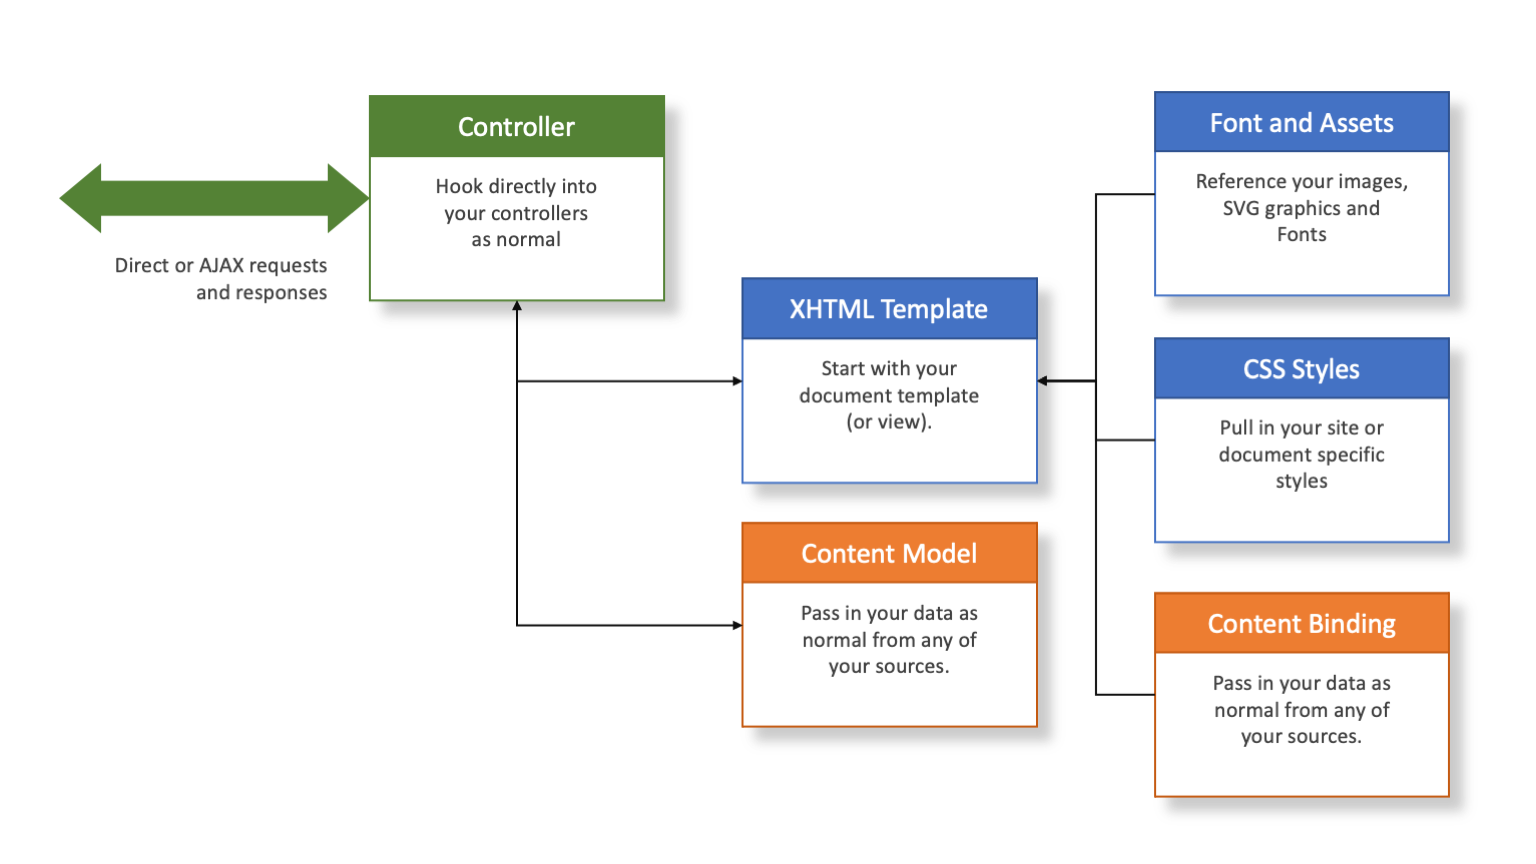 Controller
Hook directly into
your controllers
as normal
Direct or AJAX requests
and responses
XHTML Template
Start with your
document template
(or view).
Content Model
Pass in your data as
normal from any of
your sources.
Font and Assets
Reference your images,
SVG graphics and
Fonts
CSS Styles
Pull in your site or
document specific
styles
Content Binding
Pass in your data as
normal from any of
your sources.